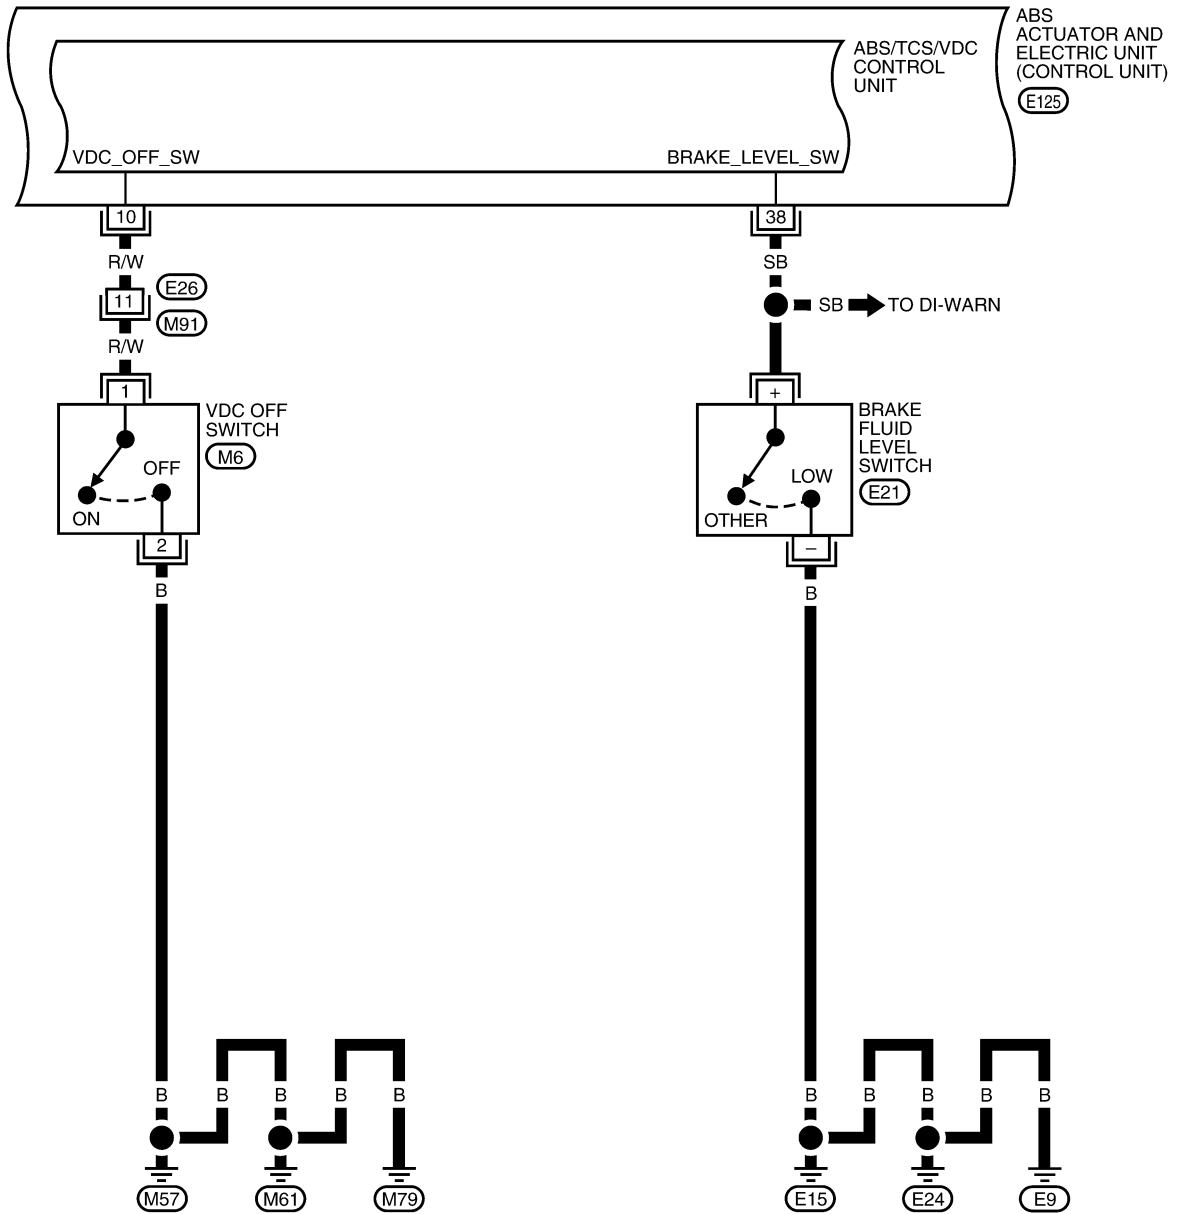 ABS
ACTUATOR AND
ELECTRIC UNIT
(CONTROL UNIT)
E125
ABS/TCS/VDC
CONTROL
UNIT
VDC_OFF_SW
BRAKE_LEVEL_SW
10
38
R/W
SB
E26
11
M91
SB
TO DI-WARN
R/W
1
+
VDC OFF
SWITCH
M6
OFF
ON
BRAKE
FLUID
LEVEL
SWITCH
E21
LOW
OTHER
2
–
B
B
B
B
B
B
B
B
B
B
B
B
M57
M61
M79
E15
E24
E9